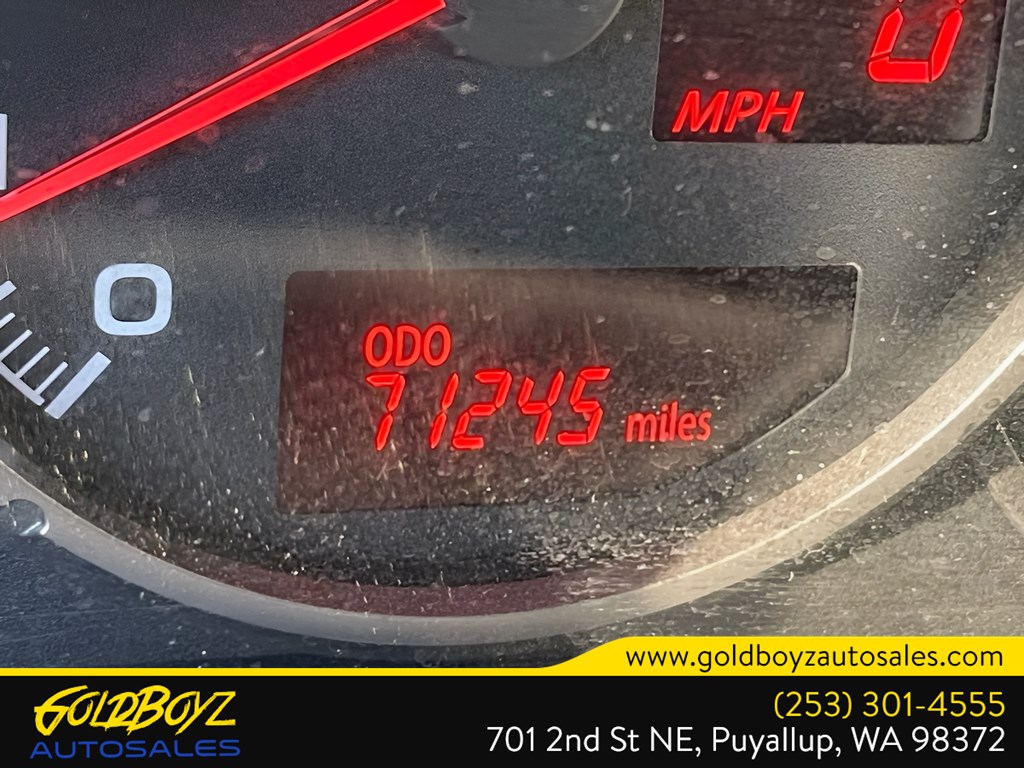 0
MPH
0
ODO
71245 miles
www.goldboyzautosales.com
GOLDBOYZ
AUTOSALES
(253) 301-4555
701 2nd St NE, Puyallup, WA 98372